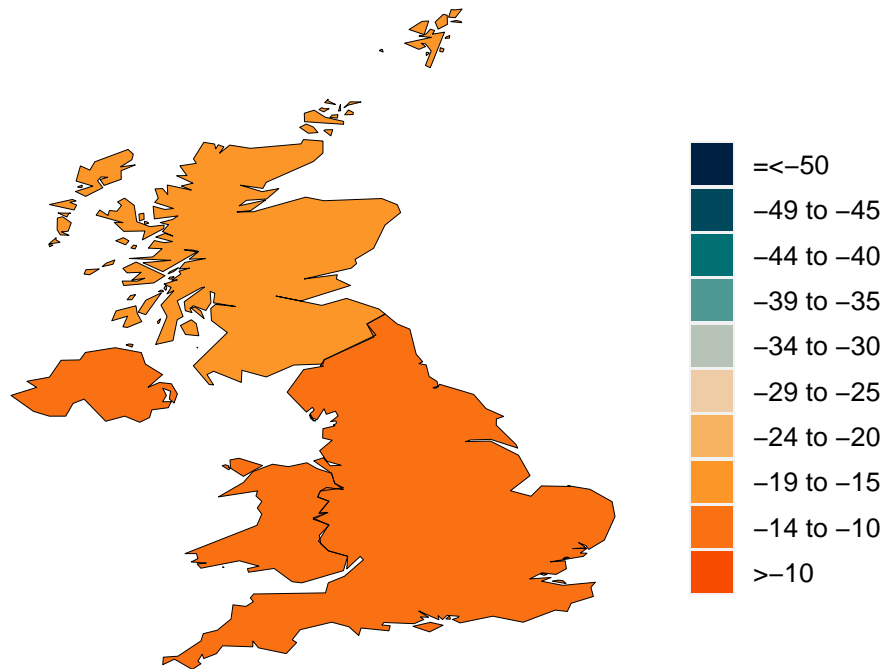 =<−50
−49 to −45
−44 to −40
−39 to −35
−34 to −30
−29 to −25
−24 to −20
−19 to −15
−14 to −10
>−10